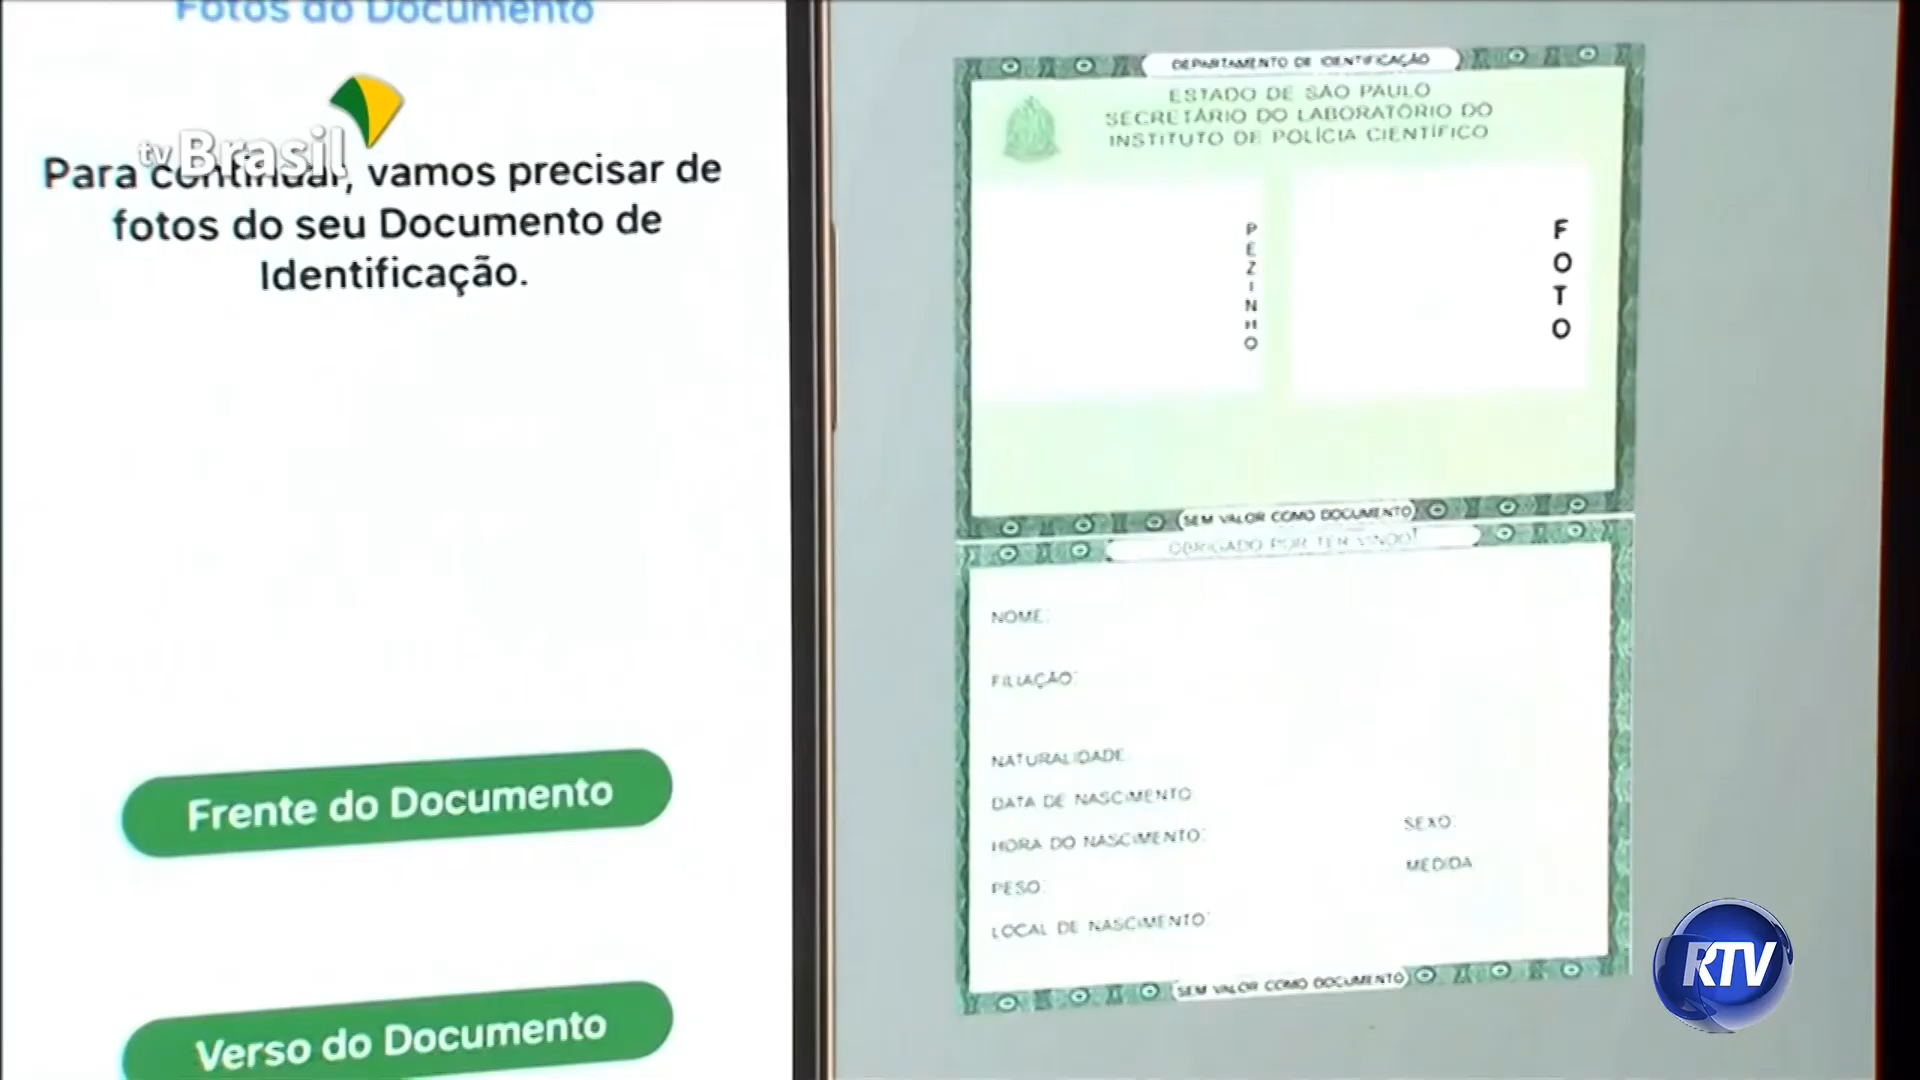 Fotos do Documento
tv Brasil
Para continuar, vamos precisar de
fotos do seu Documento de
Identificação.
Frente do Documento
Verso do Documento
DEPARTAMENTO DE IDENTIFICAÇÃO
ESTADO DE SÃO PAULO
SECRETÁRIO DO LABORATÓRIO DO
INSTITUTO DE POLÍCIA CIENTÍFICO
PEZINHO
FOTO
SEM VALOR COMO DOCUMENTO
OBRIGADO POR TER VINDO!
NOME:
FILIAÇÃO:
NATURALIDADE
DATA DE NASCIMENTO
HORA DO NASCIMENTO:
SEXO:
PESO:
MEDIDA
LOCAL DE NASCIMENTO:
SEM VALOR COMO DOCUMENTO
RTV